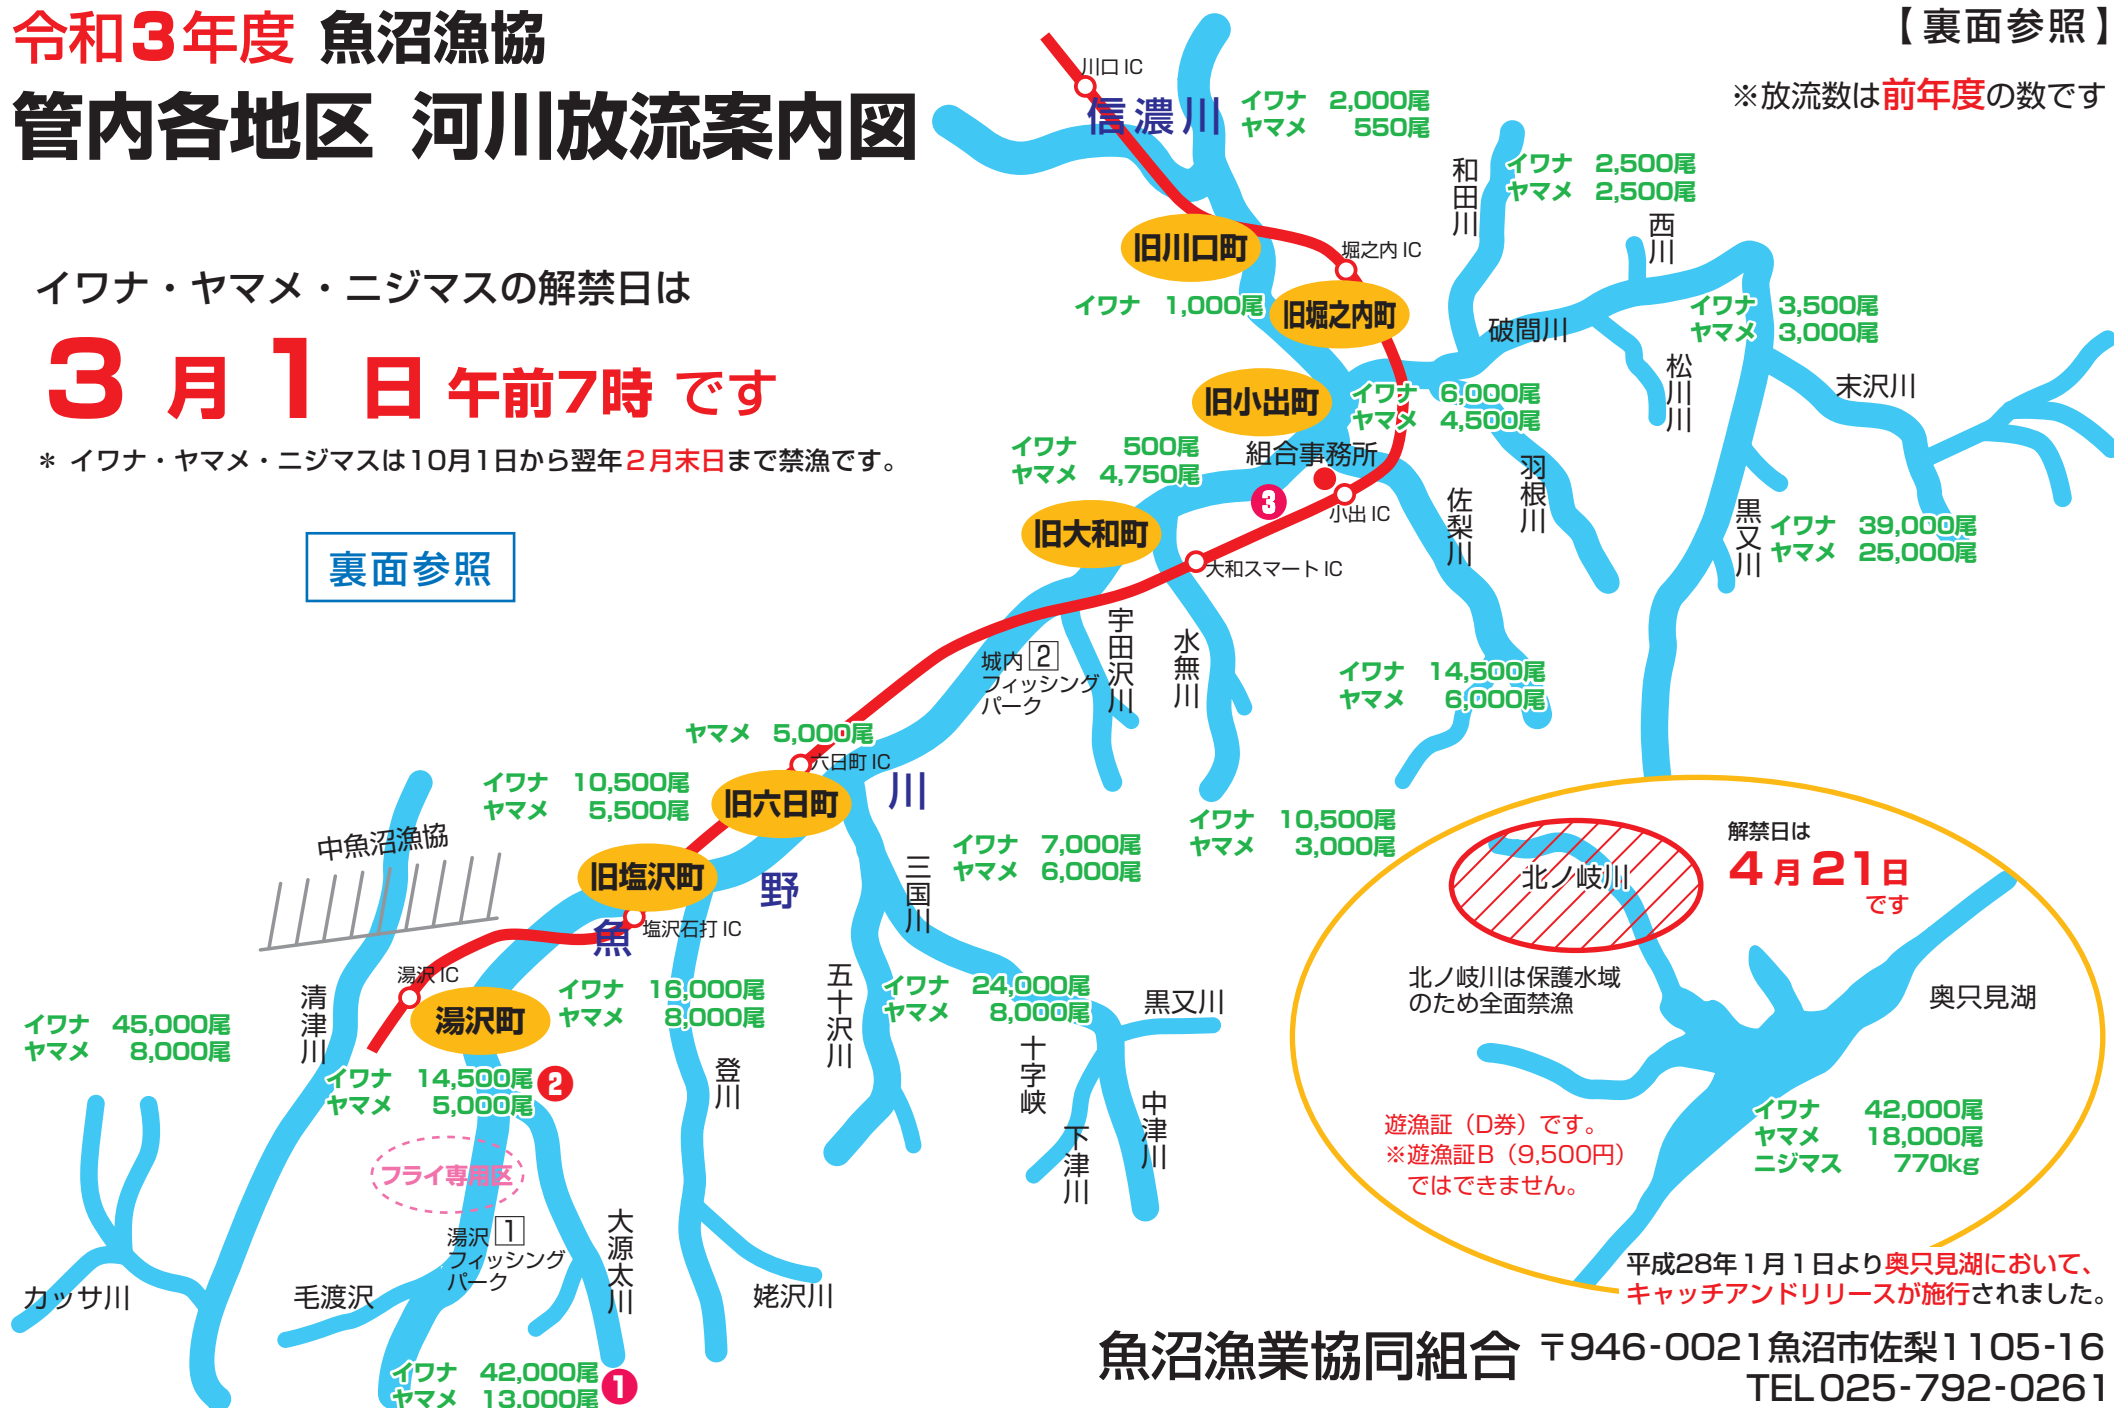 令和3年度 魚沼漁協
管内各地区 河川放流案内図
【裏面参照】
※放流数は前年度の数です
イワナ・ヤマメ・ニジマスの解禁日は
3月1日午前7時です
＊ イワナ・ヤマメ・ニジマスは10月1日から翌年2月末日まで禁漁です。
裏面参照
川口 IC
信濃川
イワナ 2,000尾
ヤマメ 550尾
和田川
イワナ 2,500尾
ヤマメ 2,500尾
西川
旧川口町
堀之内 IC
イワナ 1,000尾
旧堀之内町
破間川
イワナ 3,500尾
ヤマメ 3,000尾
松川川
末沢川
旧小出町
イワナ 6,000尾
ヤマメ 4,500尾
イワナ 500尾
ヤマメ 4,750尾
組合事務所
3
小出 IC
羽根川
佐梨川
黒又川
イワナ 39,000尾
ヤマメ 25,000尾
旧大和町
大和スマート IC
宇田沢川
水無川
城内 2
フィッシング
パーク
イワナ 14,500尾
ヤマメ 6,000尾
ヤマメ 5,000尾
六日町 IC
イワナ 10,500尾
ヤマメ 5,500尾
旧六日町
川
イワナ 10,500尾
ヤマメ 3,000尾
中魚沼漁協
イワナ 7,000尾
ヤマメ 6,000尾
三国川
旧塩沢町
野
魚
塩沢石打 IC
湯沢 IC
清津川
湯沢町
イワナ 16,000尾
ヤマメ 8,000尾
五十沢川
イワナ 24,000尾
ヤマメ 8,000尾
黒又川
イワナ 45,000尾
ヤマメ 8,000尾
登川
十字峡
イワナ 14,500尾
ヤマメ 5,000尾
2
下津川
中津川
フライ専用区
湯沢 1
フィッシング
パーク
大源太川
カッサ川
毛渡沢
姥沢川
イワナ 42,000尾
ヤマメ 13,000尾
1
北ノ岐川
解禁日は
4月21日
です
北ノ岐川は保護水域
のため全面禁漁
奥只見湖
遊漁証（D券）です。
※遊漁証B（9,500円）
ではできません。
イワナ 42,000尾
ヤマメ 18,000尾
ニジマス 770kg
平成28年1月1日より奥只見湖において、
キャッチアンドリリースが施行されました。
魚沼漁業協同組合 〒946-0021魚沼市佐梨1105-16
TEL025-792-0261